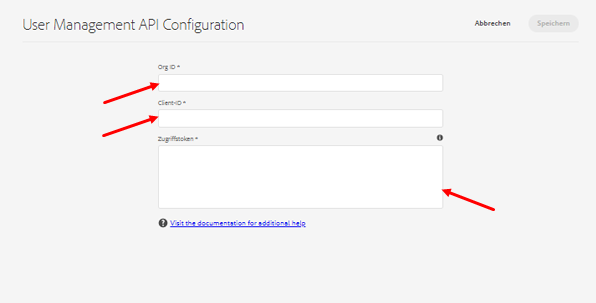 User Management API Configuration
Abbrechen
Speichern
Org ID *
Client-ID *
Zugriffstoken *
Visit the documentation for additional help